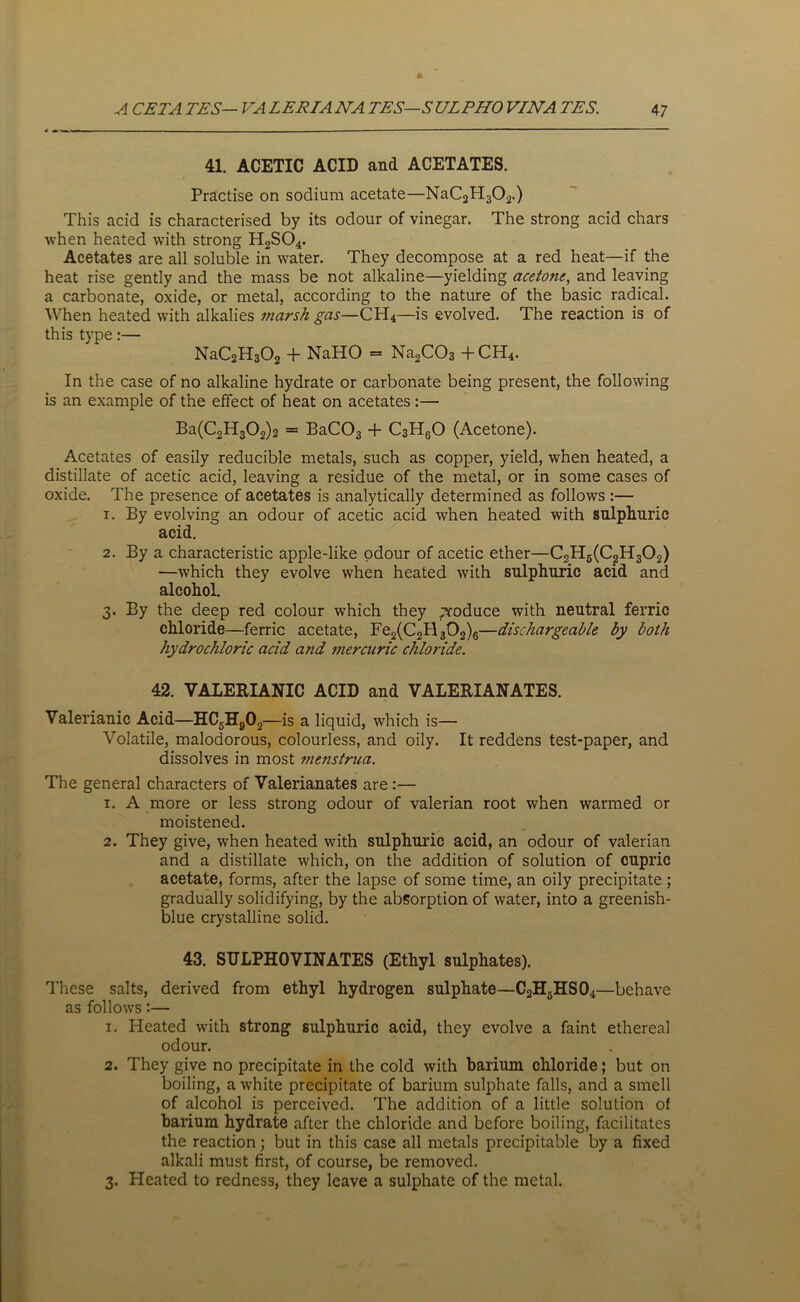 ACETATES—VALERIANATES—SULPHOVINATES. 47
41. ACETIC ACID and ACETATES.
Practise on sodium acetate—NaC₂H₃O₂.)
This acid is characterised by its odour of vinegar. The strong acid chars
when heated with strong H₂SO₄.
Acetates are all soluble in water. They decompose at a red heat—if the
heat rise gently and the mass be not alkaline—yielding acetone, and leaving
a carbonate, oxide, or metal, according to the nature of the basic radical.
When heated with alkalies marsh gas—CH₄—is evolved. The reaction is of
this type:—
NaC₂H₃O₂ + NaHO = Na₂CO₃ + CH₄.
In the case of no alkaline hydrate or carbonate being present, the following
is an example of the effect of heat on acetates:—
Ba(C₂H₃O₂)₂ = BaCO₃ + C₃H₆O (Acetone).
Acetates of easily reducible metals, such as copper, yield, when heated, a
distillate of acetic acid, leaving a residue of the metal, or in some cases of
oxide. The presence of acetates is analytically determined as follows:—
1. By evolving an odour of acetic acid when heated with sulphuric
acid.
2. By a characteristic apple-like odour of acetic ether—C₂H₅(C₂H₃O₂)
—which they evolve when heated with sulphuric acid and
alcohol.
3. By the deep red colour which they produce with neutral ferric
chloride—ferric acetate, Fe₂(C₂H₃O₂)₆—dischargeable by both
hydrochloric acid and mercuric chloride.
42. VALERIANIC ACID and VALERIANATES.
Valerianic Acid—HC₅H₉O₂—is a liquid, which is—
Volatile, malodorous, colourless, and oily. It reddens test-paper, and
dissolves in most menstrua.
The general characters of Valerianates are:—
1. A more or less strong odour of valerian root when warmed or
moistened.
2. They give, when heated with sulphuric acid, an odour of valerian
and a distillate which, on the addition of solution of cupric
acetate, forms, after the lapse of some time, an oily precipitate;
gradually solidifying, by the absorption of water, into a greenish-
blue crystalline solid.
43. SULPHOVINATES (Ethyl sulphates).
These salts, derived from ethyl hydrogen sulphate—C₂H₅HSO₄—behave
as follows:—
1. Heated with strong sulphuric acid, they evolve a faint ethereal
odour.
2. They give no precipitate in the cold with barium chloride; but on
boiling, a white precipitate of barium sulphate falls, and a smell
of alcohol is perceived. The addition of a little solution of
barium hydrate after the chloride and before boiling, facilitates
the reaction; but in this case all metals precipitable by a fixed
alkali must first, of course, be removed.
3. Heated to redness, they leave a sulphate of the metal.